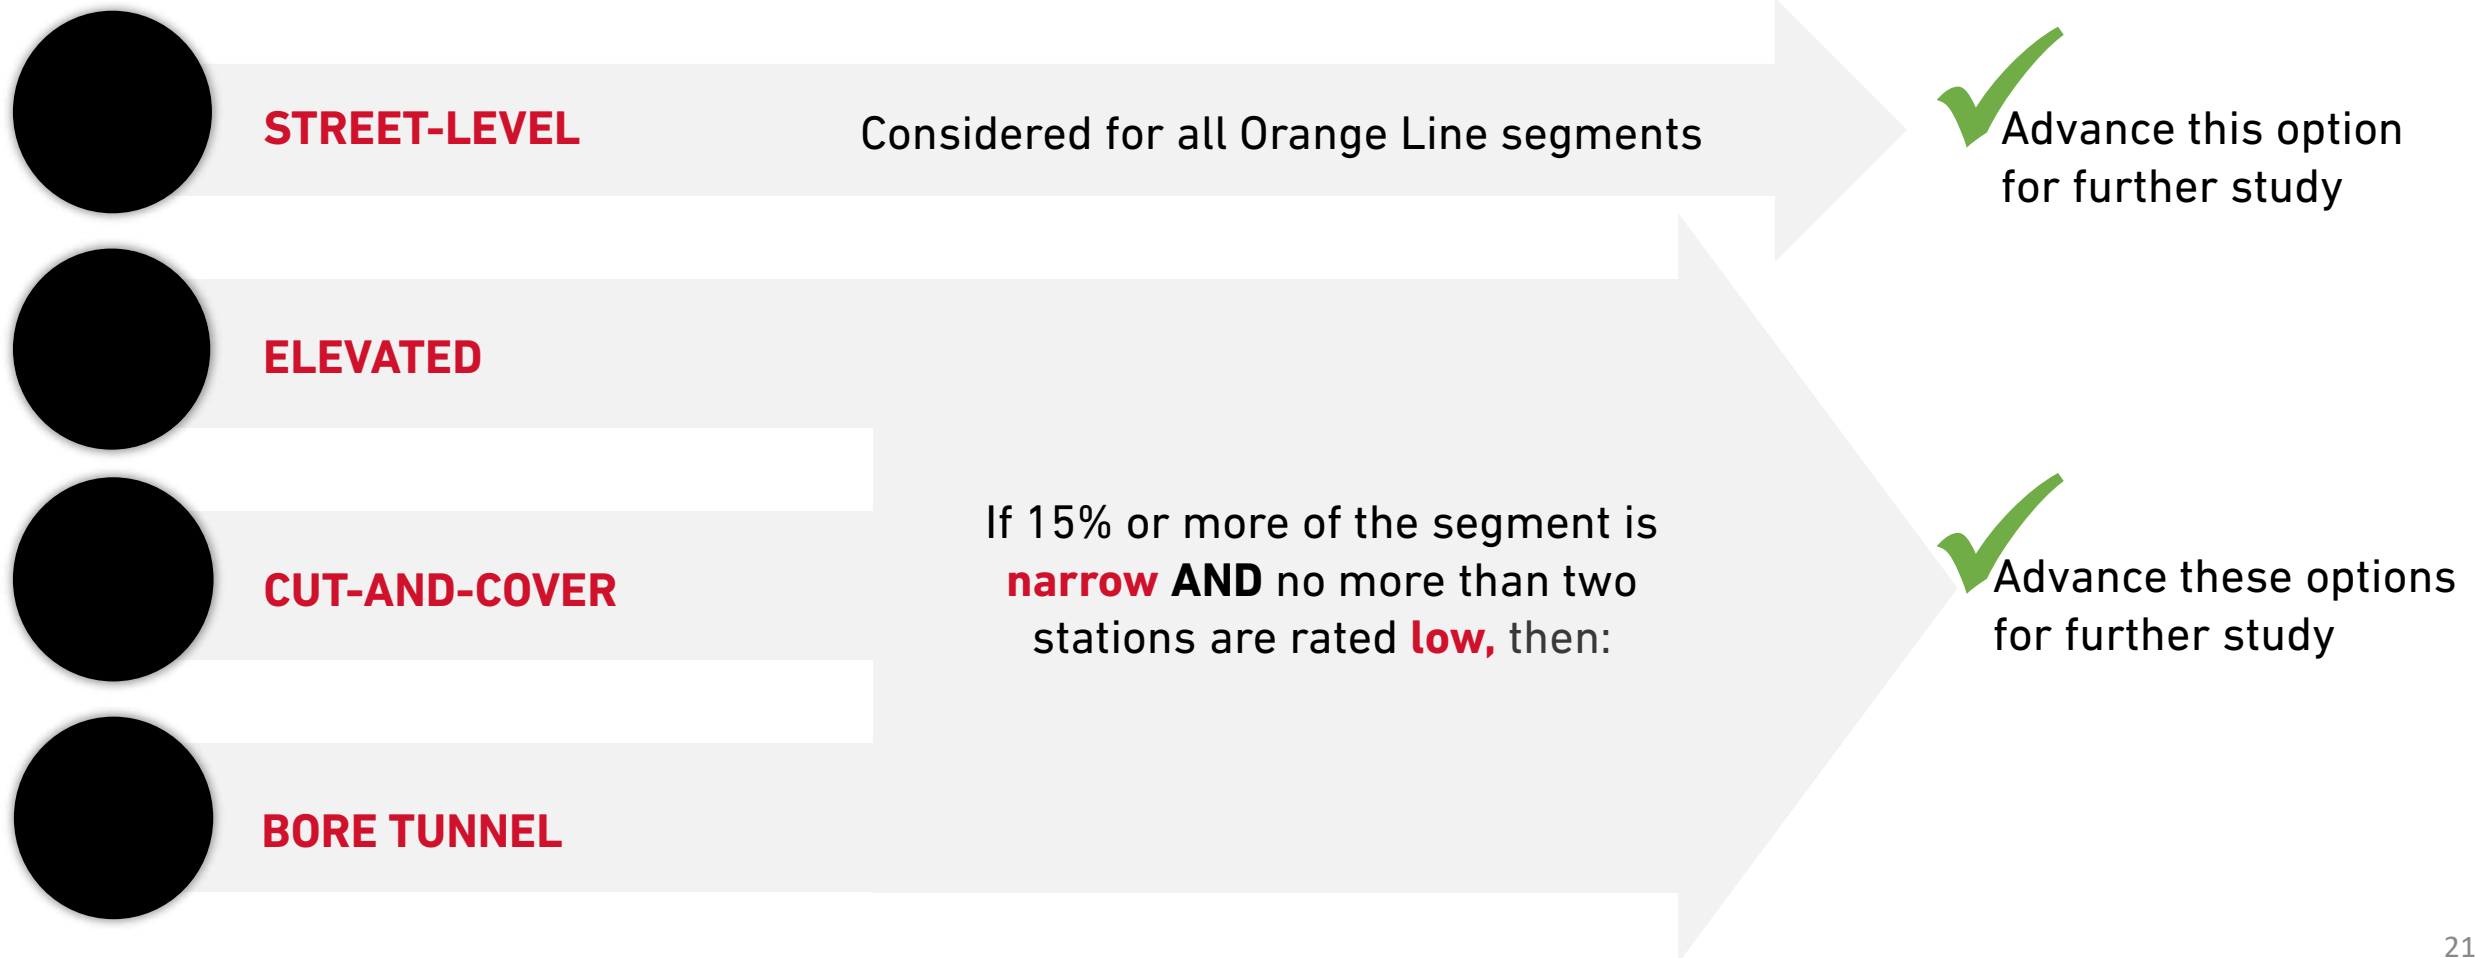 STREET-LEVEL
Considered for all Orange Line segments
Advance this option
for further study
ELEVATED
CUT-AND-COVER
BORE TUNNEL
If 15% or more of the segment is
narrow AND no more than two
stations are rated low, then:
Advance these options
for further study
21